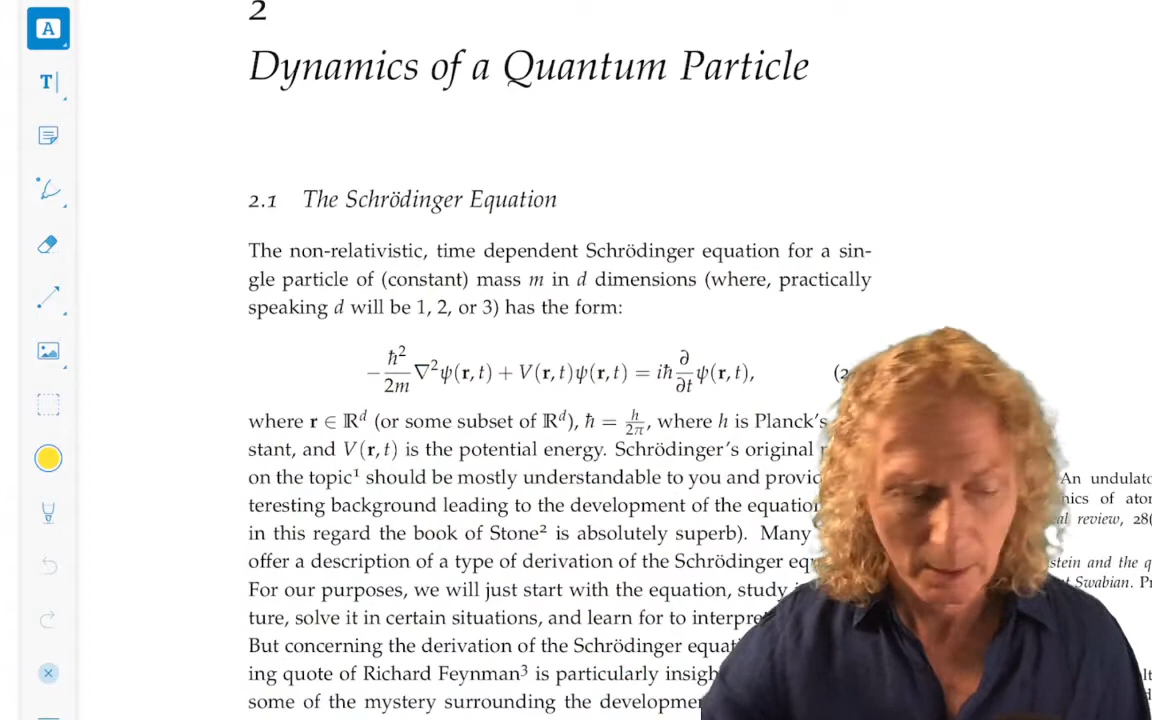 A
T
2
Dynamics of a Quantum Particle
2.1 The Schrödinger Equation
The non-relativistic, time dependent Schrödinger equation for a sin-
gle particle of (constant) mass m in d dimensions (where, practically
speaking d will be 1, 2, or 3) has the form:
−ℏ²/2m ∇²ψ(r, t) + V(r, t)ψ(r, t) = iℏ ∂/∂t ψ(r, t), (2
where r ∈ ℝᵈ (or some subset of ℝᵈ), ℏ = h/2π, where h is Planck's
stant, and V(r, t) is the potential energy. Schrödinger's original
on the topic¹ should be mostly understandable to you and provid
teresting background leading to the development of the equation
in this regard the book of Stone² is absolutely superb). Many
offer a description of a type of derivation of the Schrödinger equ
For our purposes, we will just start with the equation, study
ture, solve it in certain situations, and learn for to interpre
But concerning the derivation of the Schrödinger equat
ing quote of Richard Feynman³ is particularly insigh
some of the mystery surrounding the developmen
An undulato
nics of ato
al review, 28(
stein and the q
t Swabian. P